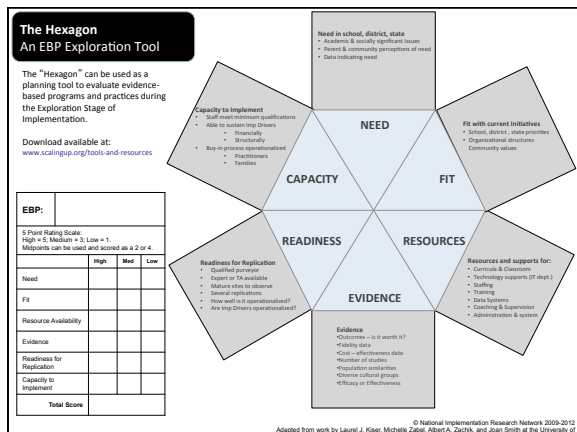 The Hexagon
An EBP Exploration Tool
The “Hexagon” can be used as a
planning tool to evaluate evidence-
based programs and practices during
the Exploration Stage of
Implementation.
Download available at:
www.scalingup.org/tools-and-resources
EBP:
5 Point Rating Scale:
High = 5; Medium = 3; Low = 1.
Midpoints can be used and scored as a 2 or 4.
High Med Low
Need
Fit
Resource Availability
Evidence
Readiness for
Replication
Capacity to
Implement
Total Score
Need in school, district, state
• Academic & socially significant Issues
• Parent & community perceptions of need
• Data indicating need
Capacity to Implement
• Staff meet minimum qualifications
• Able to sustain Imp Drivers
• Financially
• Structurally
• Buy-in process operationalized
• Practitioners
• Families
Fit with current Initiatives
• School, district , state priorities
• Organizational structures
Community values
NEED
CAPACITY
FIT
READINESS
RESOURCES
EVIDENCE
Readiness for Replication
• Qualified purveyor
• Expert or TA available
• Mature sites to observe
• Several replications
• How well is it operationalized?
• Are Imp Drivers operationalized?
Resources and supports for:
• Curricula & Classroom
• Technology supports (IT dept.)
• Staffing
• Training
• Data Systems
• Coaching & Supervision
• Administration & system
Evidence
•Outcomes – Is it worth it?
•Fidelity data
•Cost – effectiveness data
•Number of studies
•Population similarities
•Diverse cultural groups
•Efficacy or Effectiveness
© National Implementation Research Network 2009-2012
Adapted from work by Laurel J. Kiser, Michelle Zabel, Albert A. Zachik, and Joan Smith at the University of